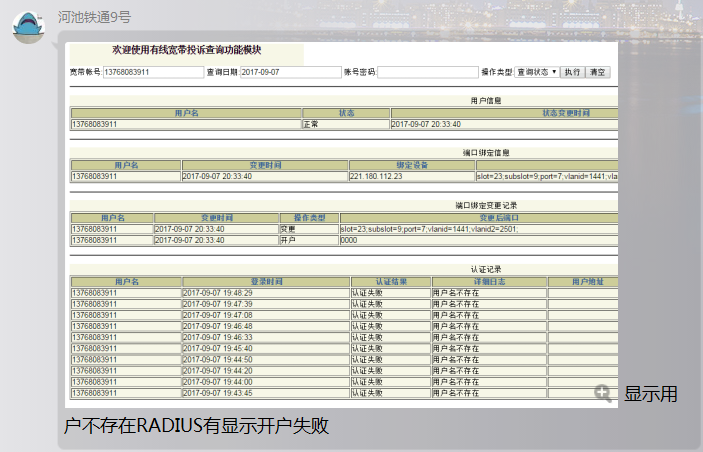 河池铁通9号
欢迎使用有线宽带投诉查询功能模块
宽带帐号: 13768083911 查询日期: 2017-09-07 账号密码: 操作类型: 查询状态 执行 清空
用户信息
用户名 状态 状态变更时间
13768083911 正常 2017-09-07 20:33:40
端口绑定信息
用户名 变更时间 绑定设备
13768083911 2017-09-07 20:33:40 221.180.112.23 slot=23;subslot=9;port=7;vlanid=1441;vla
端口绑定变更记录
用户名 变更时间 操作类型 变更后端口
13768083911 2017-09-07 20:33:40 变更 slot=23;subslot=9;port=7;vlanid=1441;vlanid2=2501;
13768083911 2017-09-07 20:33:40 开户 0000
认证记录
用户名 登录时间 认证结果 详细日志 用户地址
13768083911 2017-09-07 19:48:29 认证失败 用户名不存在
13768083911 2017-09-07 19:47:39 认证失败 用户名不存在
13768083911 2017-09-07 19:47:08 认证失败 用户名不存在
13768083911 2017-09-07 19:46:48 认证失败 用户名不存在
13768083911 2017-09-07 19:46:33 认证失败 用户名不存在
13768083911 2017-09-07 19:45:40 认证失败 用户名不存在
13768083911 2017-09-07 19:44:50 认证失败 用户名不存在
13768083911 2017-09-07 19:44:20 认证失败 用户名不存在
13768083911 2017-09-07 19:44:00 认证失败 用户名不存在
13768083911 2017-09-07 19:43:45 认证失败 用户名不存在
显示用
户不存在RADIUS有显示开户失败